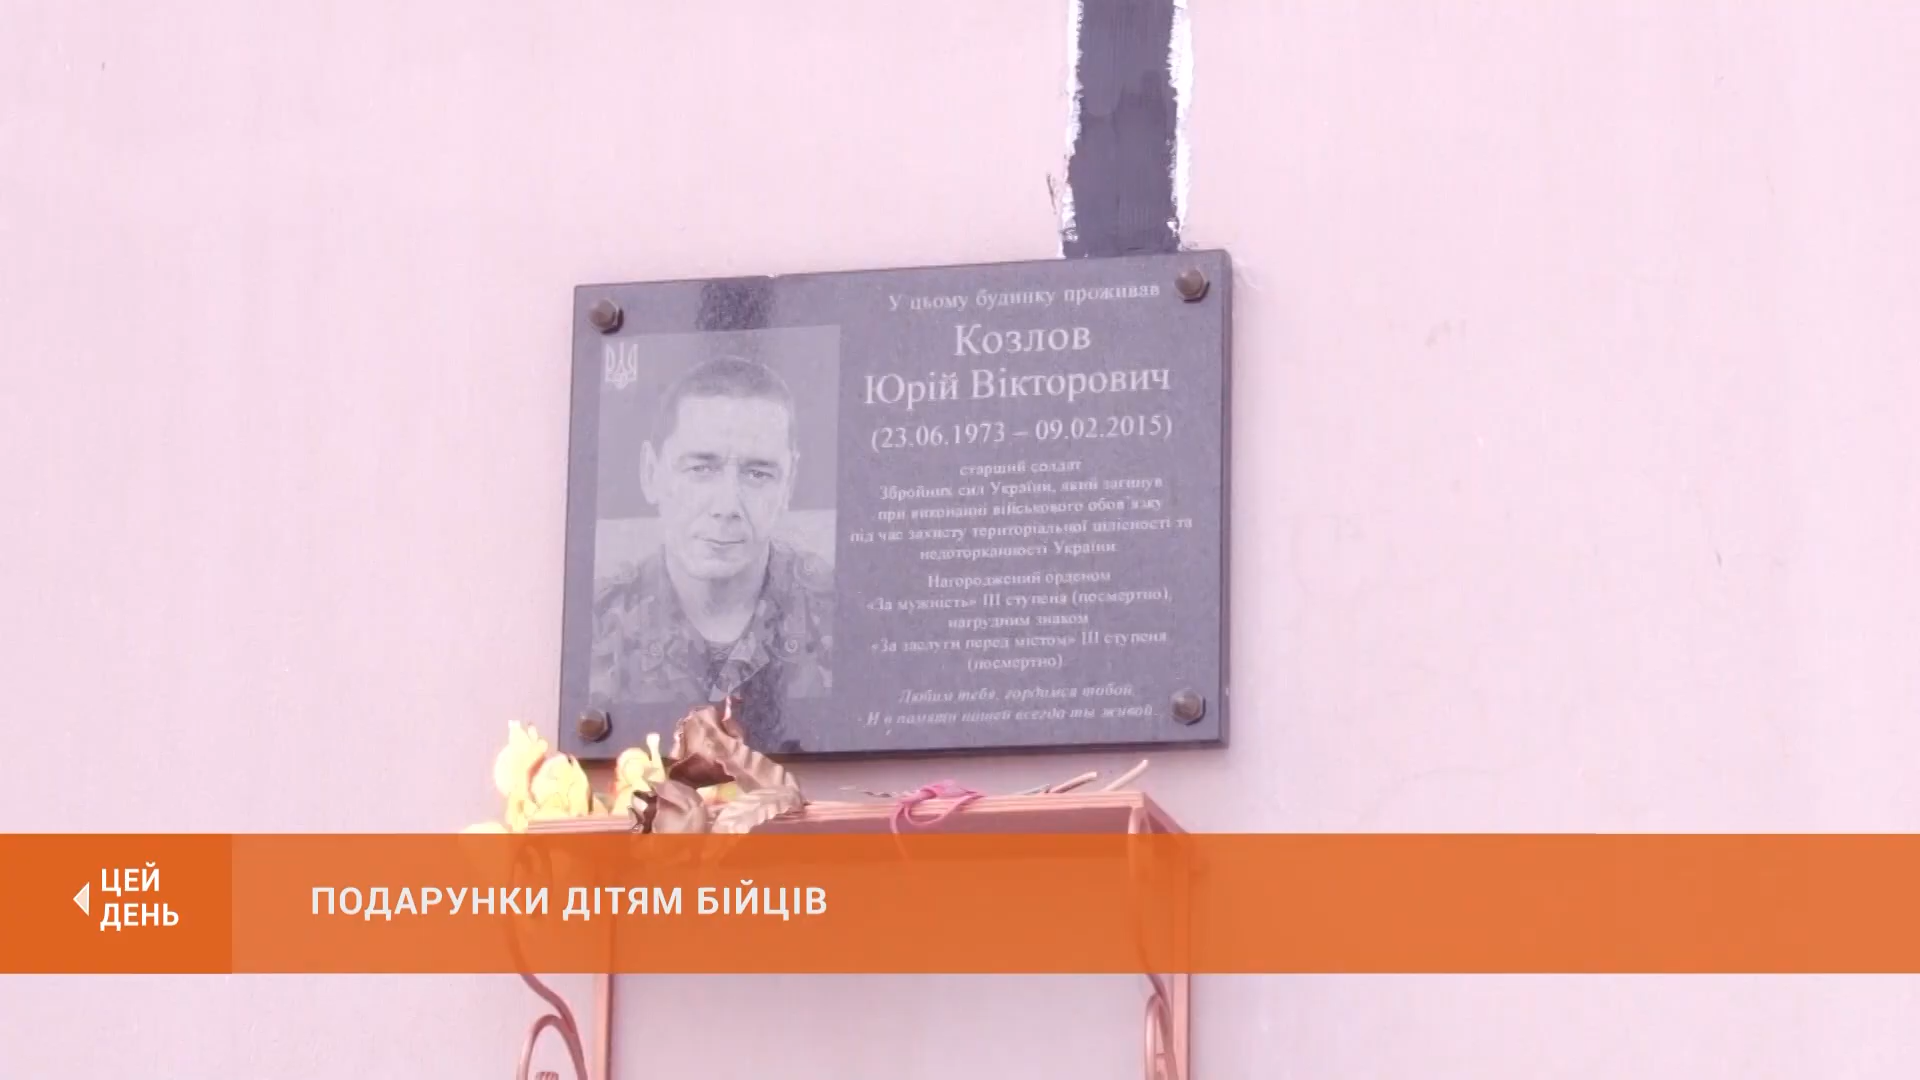 У цьому будинку проживав
Козлов
Юрій Вікторович
(23.06.1973 – 09.02.2015)
старший солдат
Збройних сил України, який загинув
при виконанні військового обов'язку
під час захисту територіальної цілісності та
недоторканності України
Нагороджений орденом
«За мужність» III ступеня (посмертно),
нагрудним знаком
«За заслуги перед містом» III ступеня
(посмертно)
Любим тебя, гордимся тобой
И в памяти нашей всегда ты живой
ЦЕЙ
ДЕНЬ
ПОДАРУНКИ ДІТЯМ БІЙЦІВ